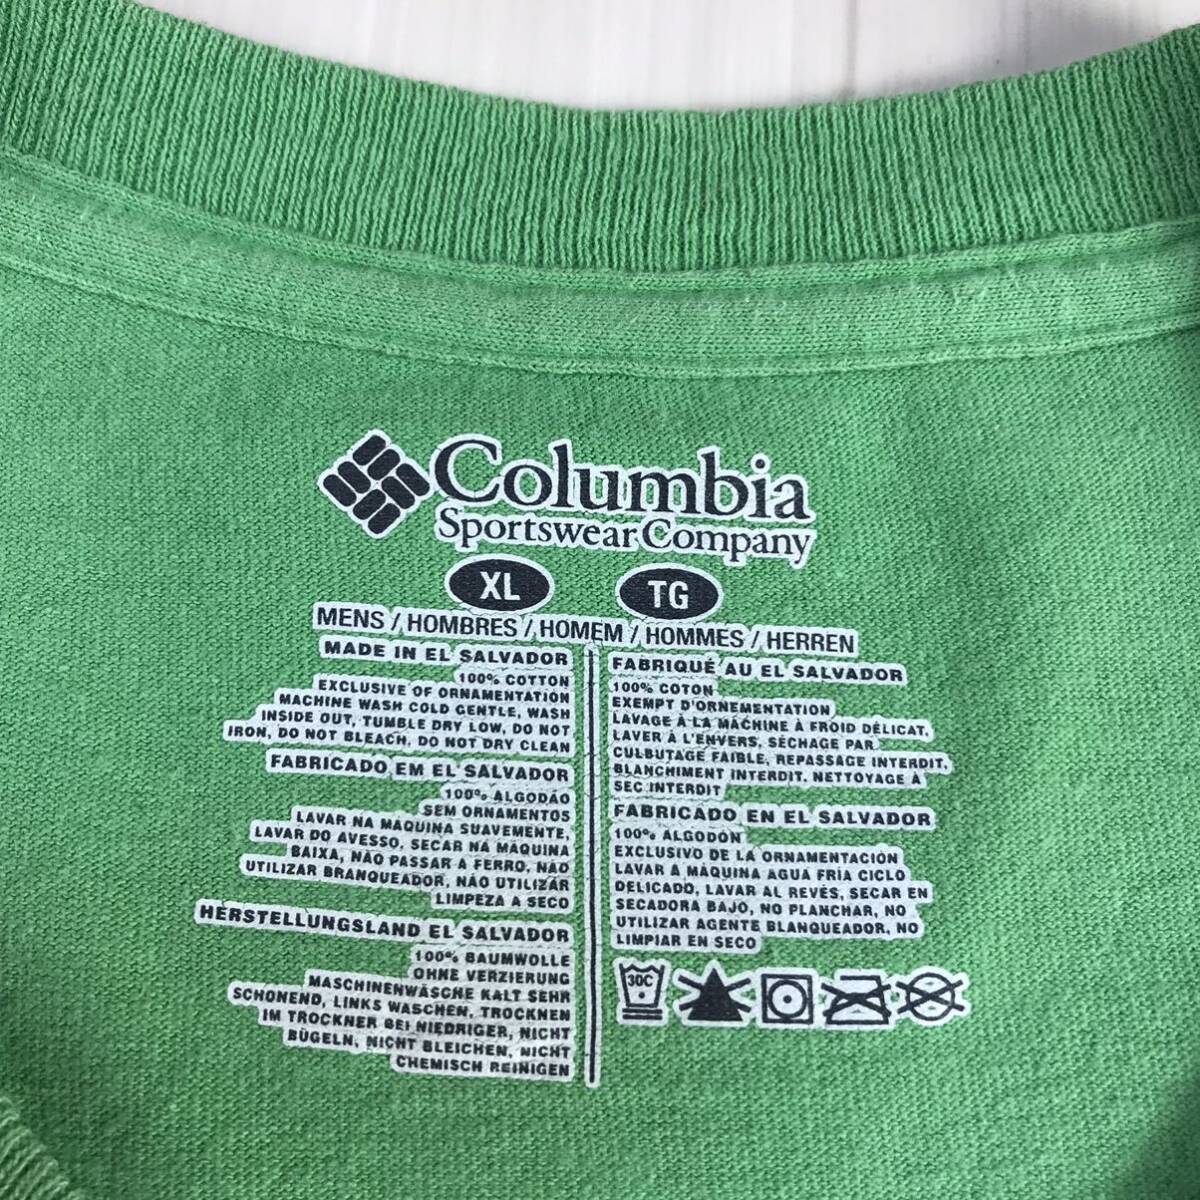 Columbia
Sportswear Company
XL TG
MENS / HOMBRES / HOMEM / HOMMES / HERREN
MADE IN EL SALVADOR
100% COTTON
EXCLUSIVE OF ORNAMENTATION
MACHINE WASH COLD GENTLE, WASH
INSIDE OUT, TUMBLE DRY LOW, DO NOT
IRON, DO NOT BLEACH, DO NOT DRY CLEAN
FABRICADO EM EL SALVADOR
100% ALGODÃO
SEM ORNAMENTOS
LAVAR NA MAQUINA SUAVEMENTE,
LAVAR DO AVESSO, SECAR NA MAQUINA
BAIXA, NÃO PASSAR A FERRO, NÃO
UTILIZAR BRANQUEADOR, NÃO UTILIZAR
LIMPEZA A SECO
HERSTELLUNGSLAND EL SALVADOR
100% BAUMWOLLE
OHNE VERZIERUNG
MASCHINENWÄSCHE KALT SEHR
SCHONEND, LINKS WASCHEN, TROCKNEN
IM TROCKNER BEI NIEDRIGER, NICHT
BÜGELN, NICHT BLEICHEN, NICHT
CHEMISCH REINIGEN
FABRIQUÉ AU EL SALVADOR
100% COTON
EXEMPT D'ORNEMENTATION
LAVAGE À LA MACHINE À FROID DÉLICAT,
LAVER À L'ENVERS, SÉCHAGE PAR
CULBUTAGE FAIBLE, REPASSAGE INTERDIT,
BLANCHIMENT INTERDIT, NETTOYAGE À
SEC INTERDIT
FABRICADO EN EL SALVADOR
100% ALGODÓN
EXCLUSIVO DE LA ORNAMENTACIÓN
LAVAR A MÁQUINA AGUA FRÍA CICLO
DELICADO, LAVAR AL REVÉS, SECAR EN
SECADORA BAJO, NO PLANCHAR, NO
UTILIZAR AGENTE BLANQUEADOR, NO
LIMPIAR EN SECO
30C